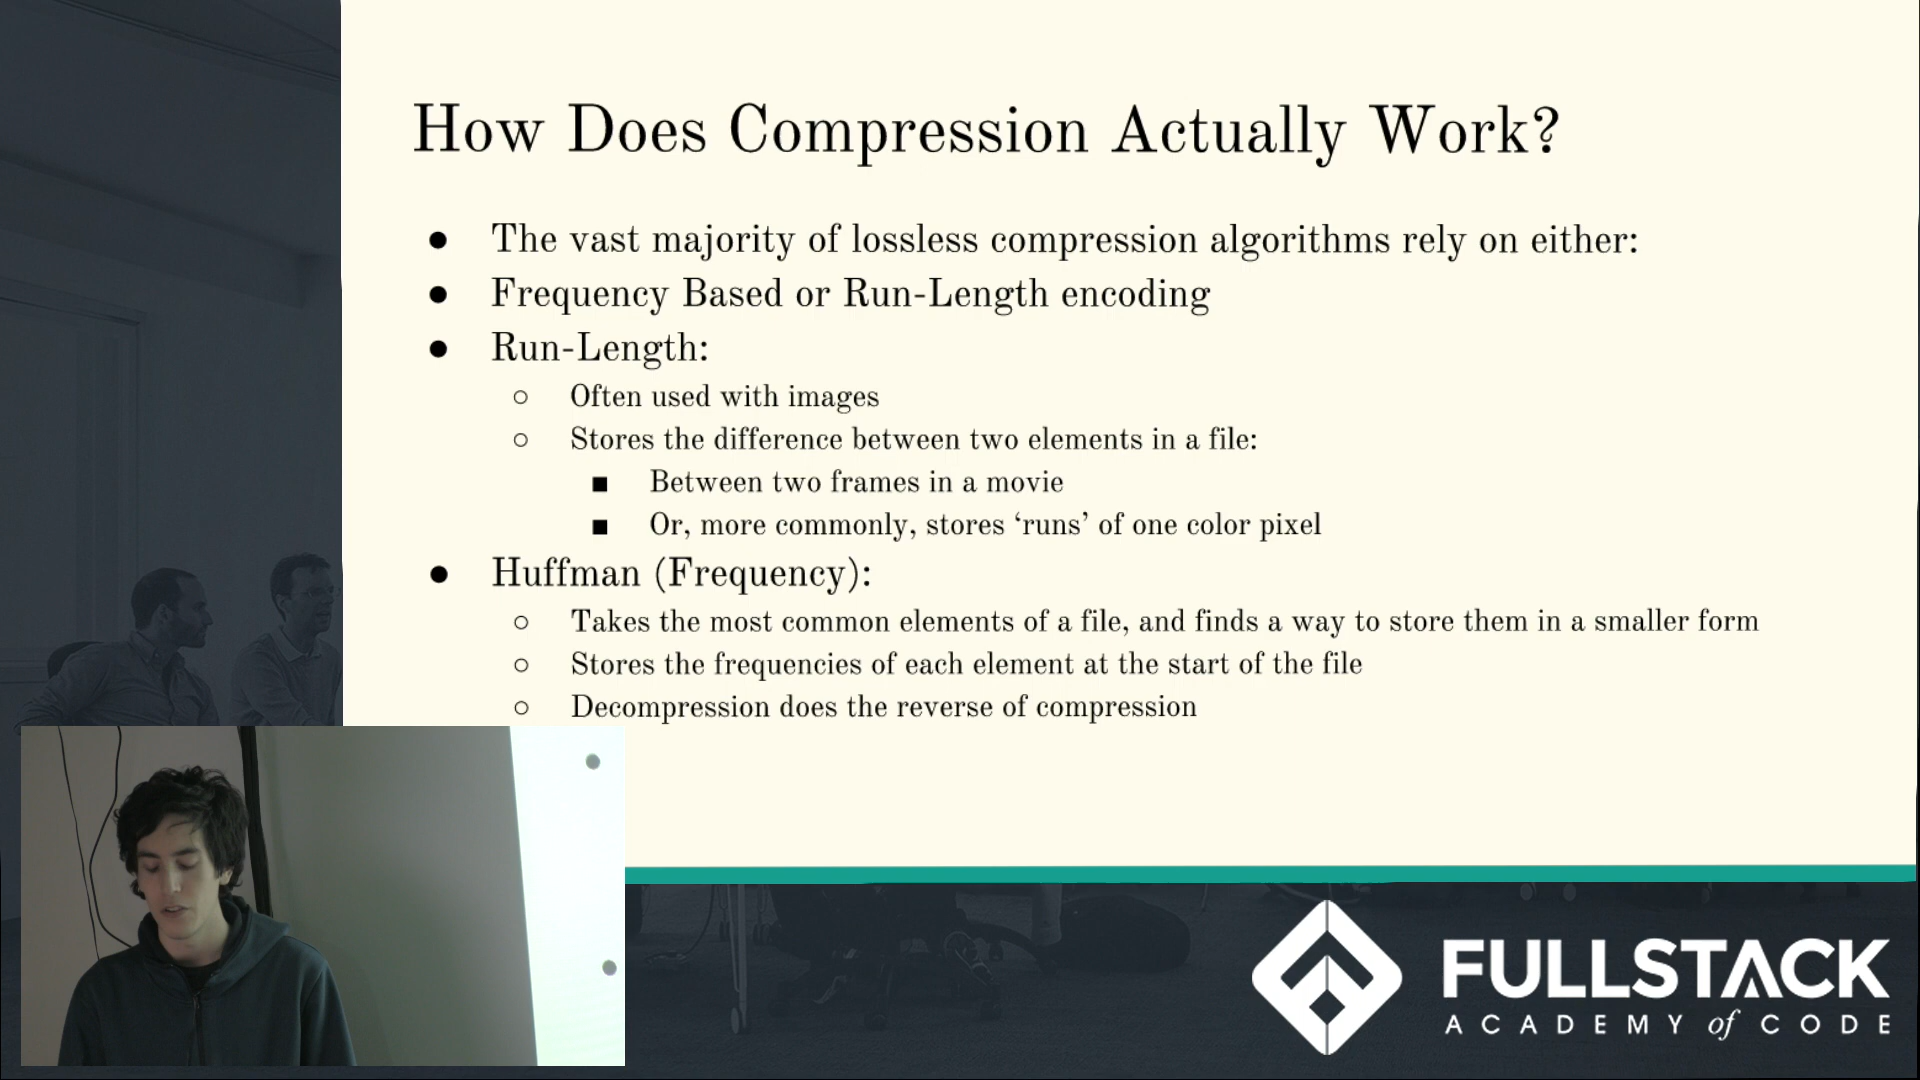 How Does Compression Actually Work?
● The vast majority of lossless compression algorithms rely on either:
● Frequency Based or Run-Length encoding
● Run-Length:
○ Often used with images
○ Stores the difference between two elements in a file:
■ Between two frames in a movie
■ Or, more commonly, stores ‘runs’ of one color pixel
● Huffman (Frequency):
○ Takes the most common elements of a file, and finds a way to store them in a smaller form
○ Stores the frequencies of each element at the start of the file
○ Decompression does the reverse of compression
FULLSTACK
ACADEMY of CODE